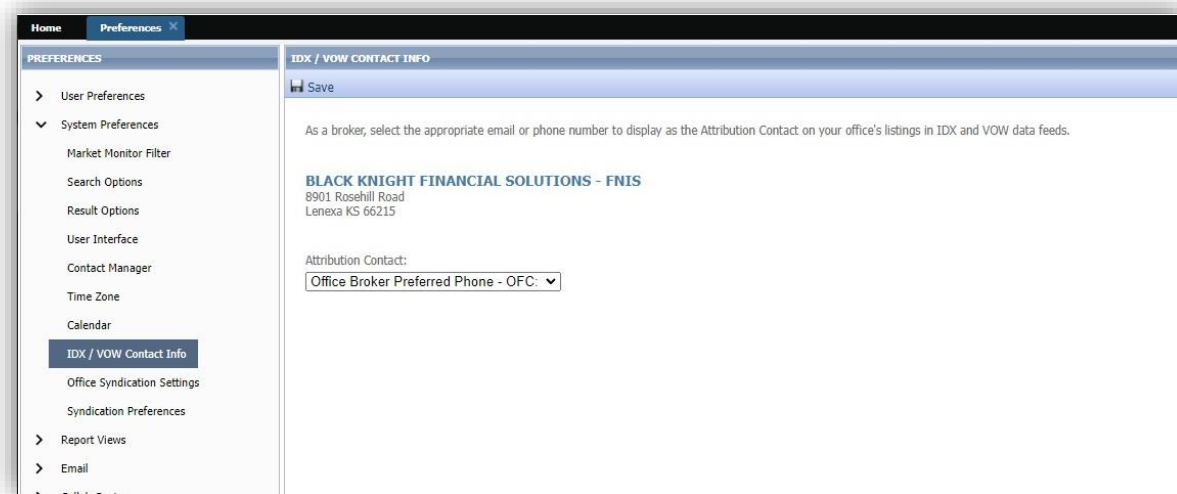 Home
Preferences
PREFERENCES
User Preferences
System Preferences
Market Monitor Filter
Search Options
Result Options
User Interface
Contact Manager
Time Zone
Calendar
IDX / VOW Contact Info
Office Syndication Settings
Syndication Preferences
Report Views
Email
IDX / VOW CONTACT INFO
Save
As a broker, select the appropriate email or phone number to display as the Attribution Contact on your office's listings in IDX and VOW data feeds.
BLACK KNIGHT FINANCIAL SOLUTIONS - FNIS
8901 Rosehill Road
Lenexa KS 66215
Attribution Contact:
Office Broker Preferred Phone - OFC: